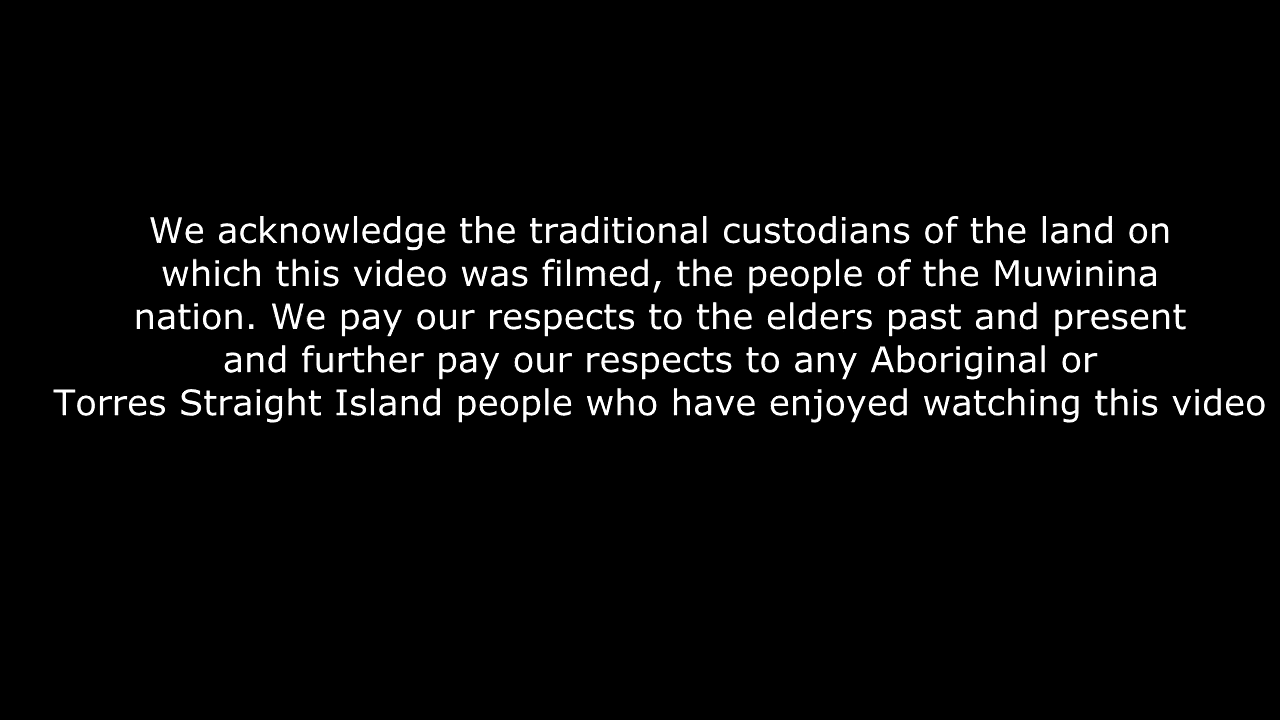 We acknowledge the traditional custodians of the land on
which this video was filmed, the people of the Muwinina
nation. We pay our respects to the elders past and present
and further pay our respects to any Aboriginal or
Torres Straight Island people who have enjoyed watching this video